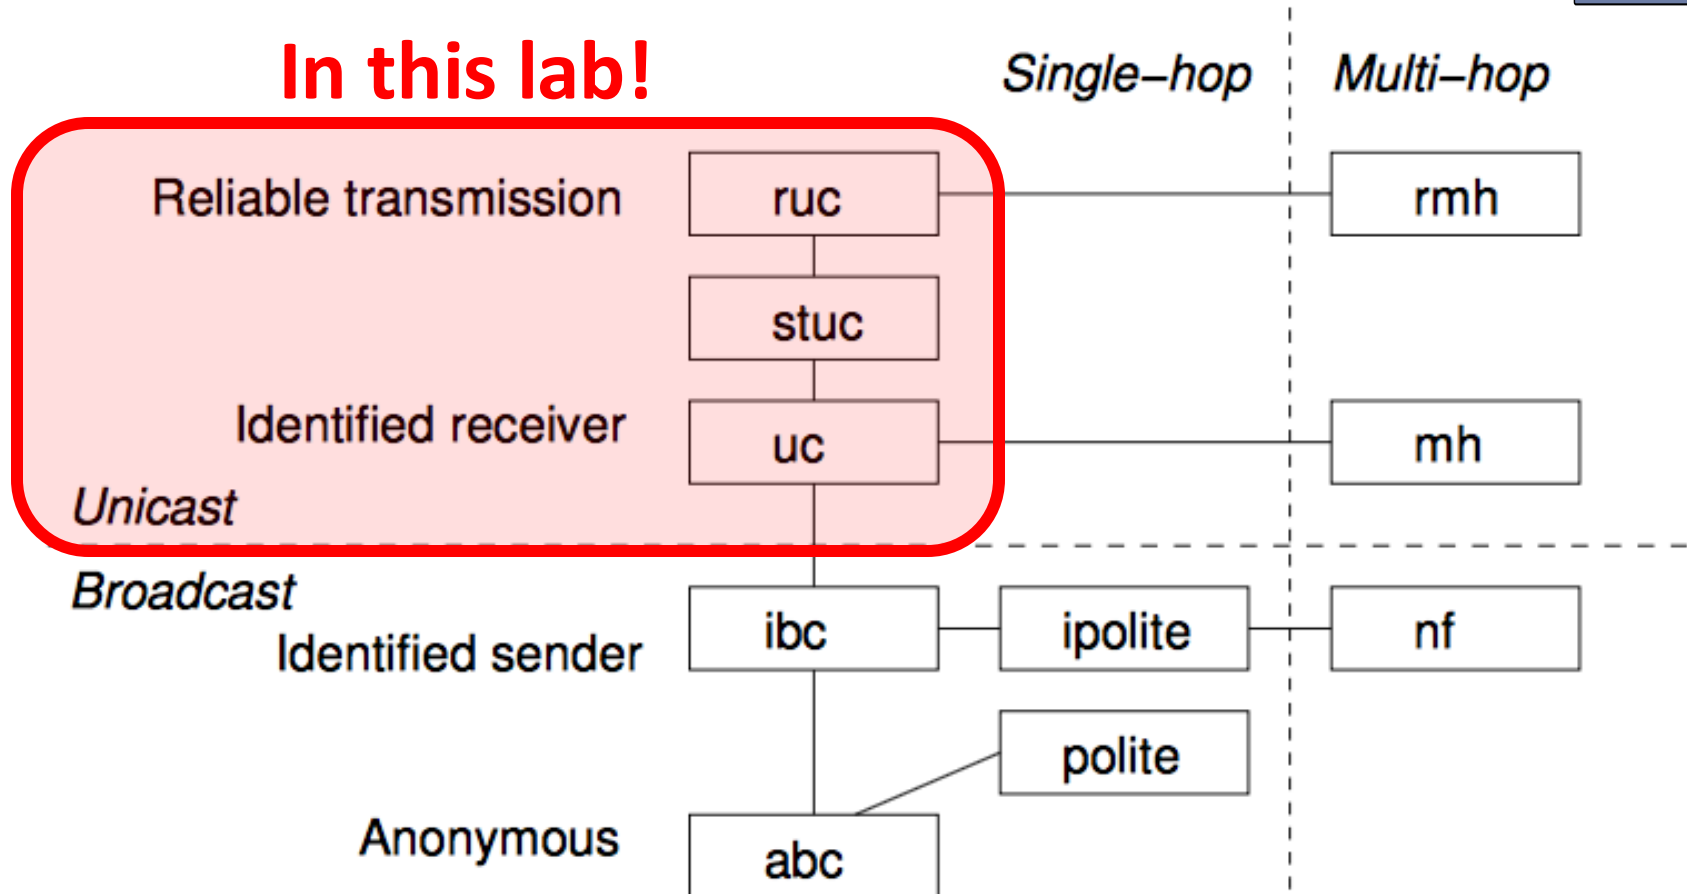 In this lab!
Single–hop
Multi–hop
Reliable transmission
ruc
rmh
stuc
Identified receiver
uc
mh
Unicast
Broadcast
ibc
ipolite
nf
Identified sender
polite
Anonymous
abc